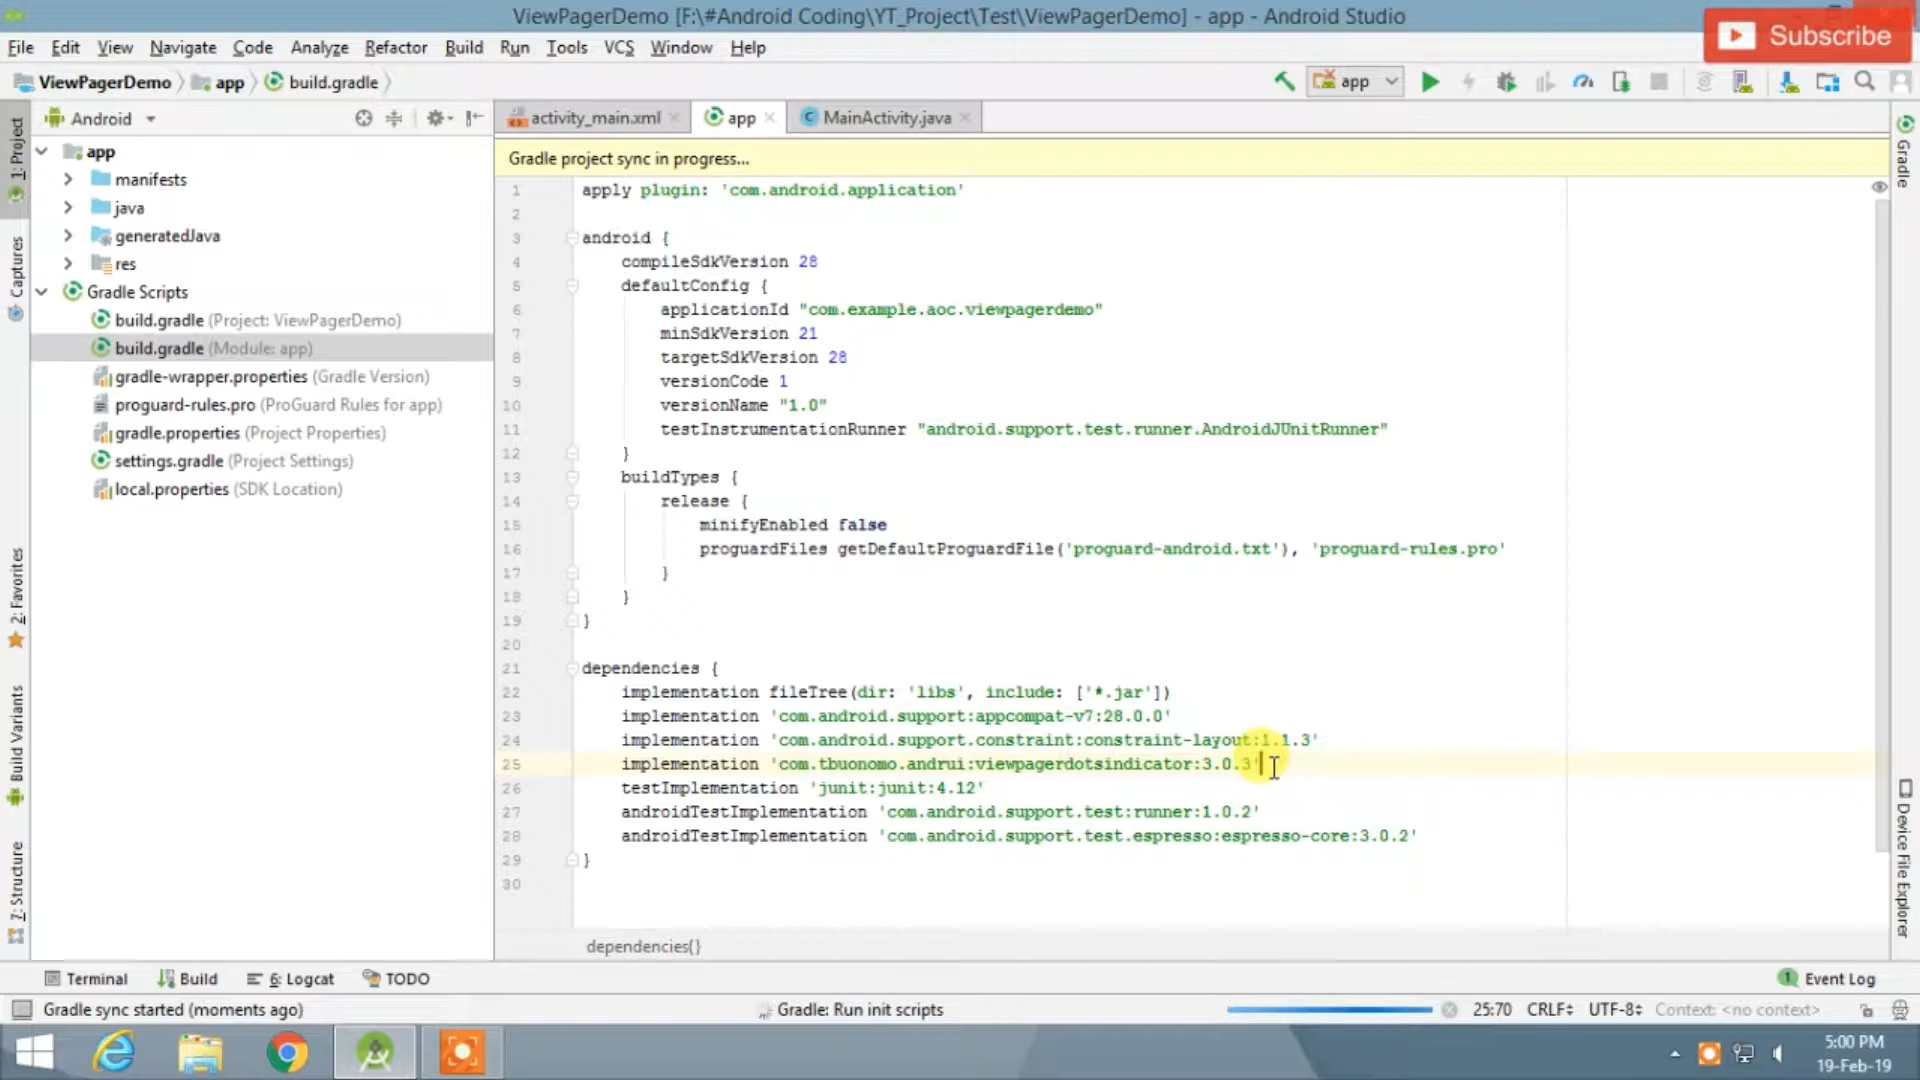 ViewPagerDemo [F:\#Android Coding\YT_Project\Test\ViewPagerDemo] - app - Android Studio
Subscribe
File Edit View Navigate Code Analyze Refactor Build Run Tools VCS Window Help
ViewPagerDemo app build.gradle
app
Android
activity_main.xml app MainActivity.java
1: Project
Captures
2: Favorites
Build Variants
7: Structure
app
manifests
java
generatedJava
res
Gradle Scripts
build.gradle (Project: ViewPagerDemo)
build.gradle (Module: app)
gradle-wrapper.properties (Gradle Version)
proguard-rules.pro (ProGuard Rules for app)
gradle.properties (Project Properties)
settings.gradle (Project Settings)
local.properties (SDK Location)
Gradle project sync in progress...
1 apply plugin: 'com.android.application'
2
3 android {
4 compileSdkVersion 28
5 defaultConfig {
6 applicationId "com.example.aoc.viewpagerdemo"
7 minSdkVersion 21
8 targetSdkVersion 28
9 versionCode 1
10 versionName "1.0"
11 testInstrumentationRunner "android.support.test.runner.AndroidJUnitRunner"
12 }
13 buildTypes {
14 release {
15 minifyEnabled false
16 proguardFiles getDefaultProguardFile('proguard-android.txt'), 'proguard-rules.pro'
17 }
18 }
19 }
20
21 dependencies {
22 implementation fileTree(dir: 'libs', include: ['*.jar'])
23 implementation 'com.android.support:appcompat-v7:28.0.0'
24 implementation 'com.android.support.constraint:constraint-layout:1.1.3'
25 implementation 'com.tbuonomo.andrui:viewpagerdotsindicator:3.0.3'
26 testImplementation 'junit:junit:4.12'
27 androidTestImplementation 'com.android.support.test:runner:1.0.2'
28 androidTestImplementation 'com.android.support.test.espresso:espresso-core:3.0.2'
29 }
30
dependencies{}
Gradle
Device File Explorer
Terminal Build 6: Logcat TODO
1 Event Log
Gradle sync started (moments ago)
Gradle: Run init scripts
25:70 CRLF UTF-8 Context: <no context>
5:00 PM
19-Feb-19